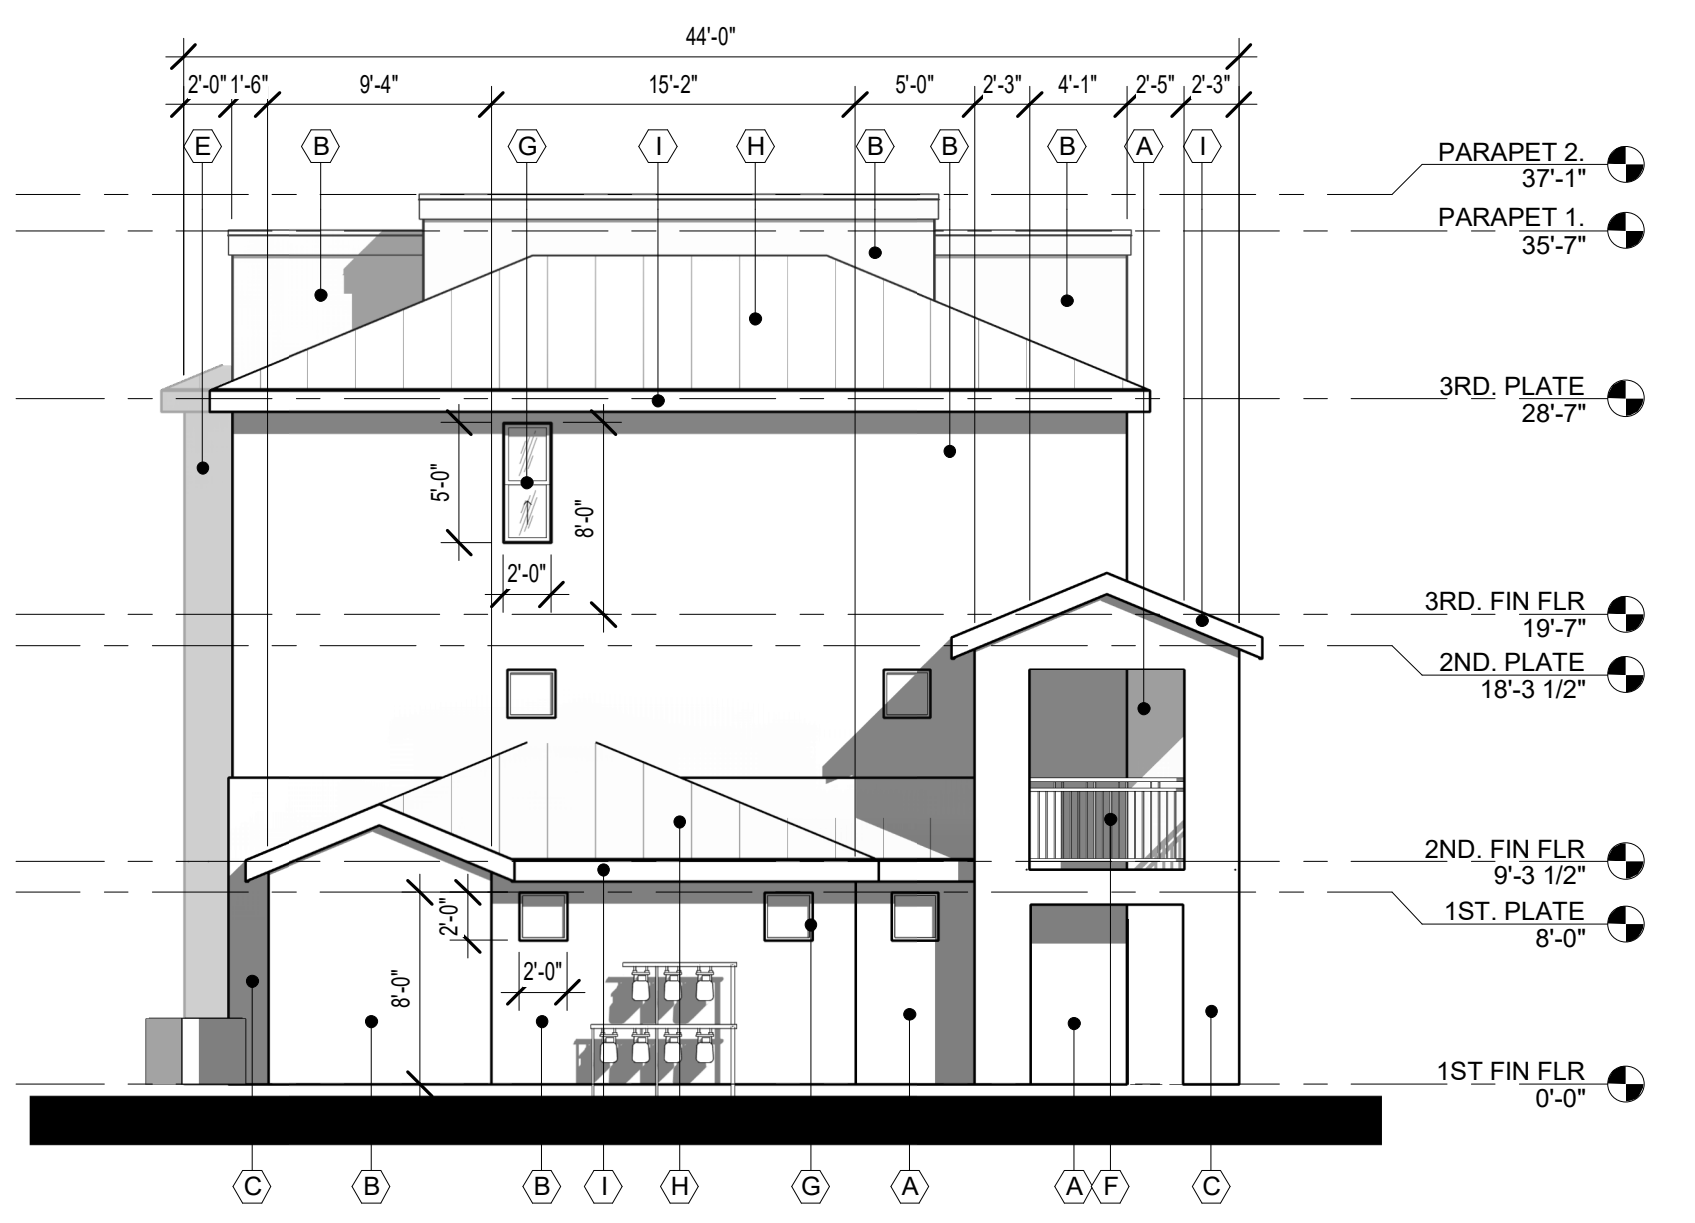 44'-0"
2'-0" 1'-6" 9'-4" 15'-2" 5'-0" 2'-3" 4'-1" 2'-5" 2'-3"
E B G I H B B B A I
PARAPET 2.
37'-1"
PARAPET 1.
35'-7"
3RD. PLATE
28'-7"
5'-0"
8'-0"
2'-0"
3RD. FIN FLR
19'-7"
2ND. PLATE
18'-3 1/2"
2ND. FIN FLR
9'-3 1/2"
1ST. PLATE
8'-0"
2'-0"
2'-0"
8'-0"
1ST FIN FLR
0'-0"
C B B I H G A A F C